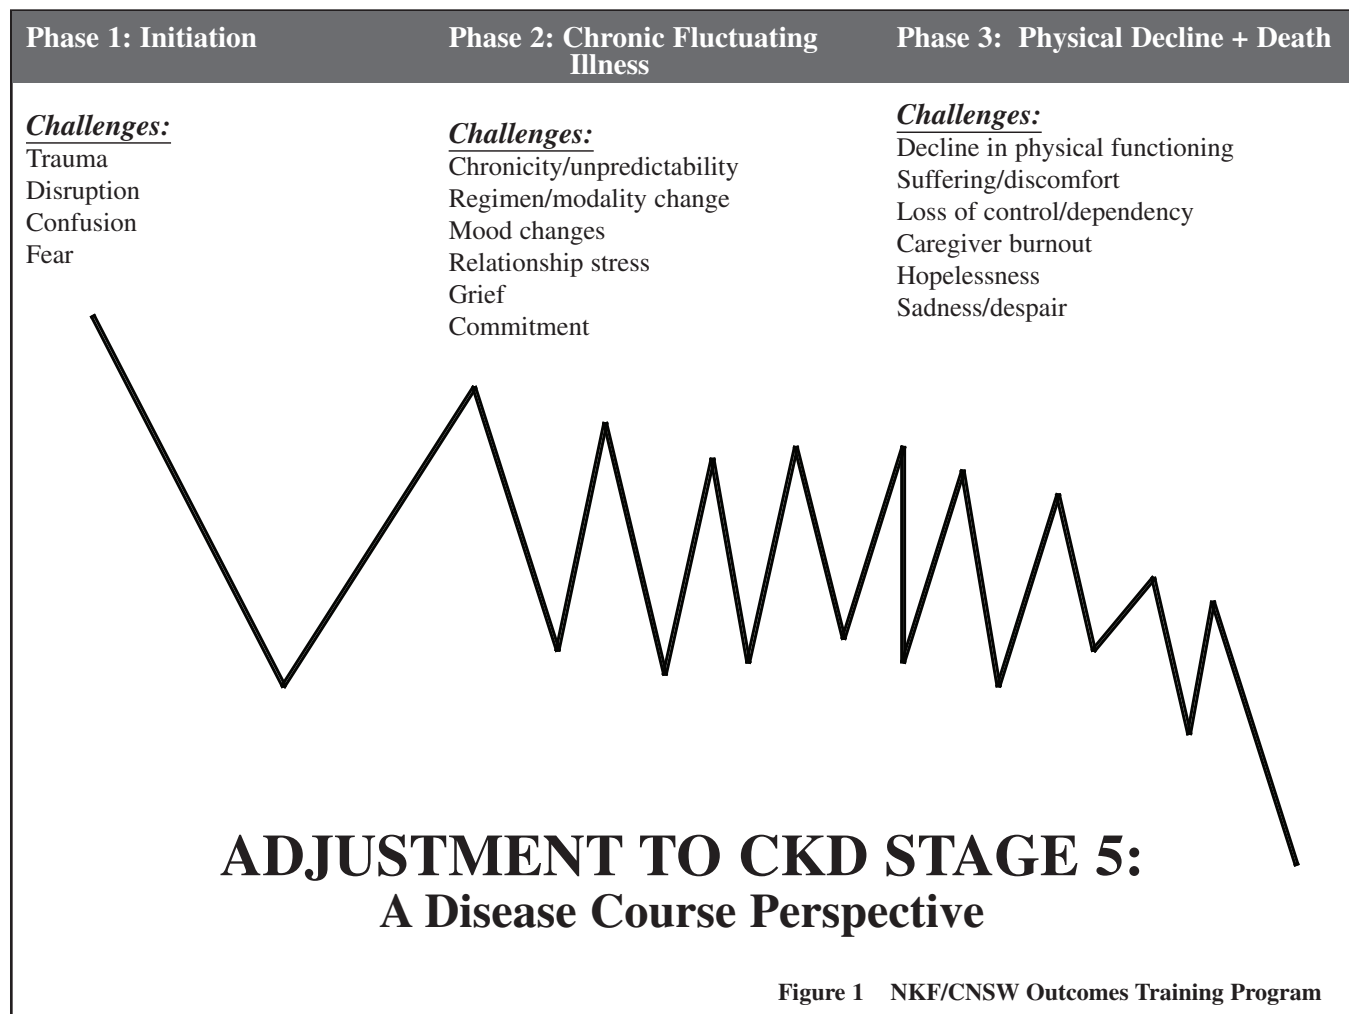 Phase 1: Initiation
Phase 2: Chronic Fluctuating
Illness
Phase 3: Physical Decline + Death
Challenges:
Trauma
Disruption
Confusion
Fear
Challenges:
Chronicity/unpredictability
Regimen/modality change
Mood changes
Relationship stress
Grief
Commitment
Challenges:
Decline in physical functioning
Suffering/discomfort
Loss of control/dependency
Caregiver burnout
Hopelessness
Sadness/despair
ADJUSTMENT TO CKD STAGE 5:
A Disease Course Perspective
Figure 1 NKF/CNSW Outcomes Training Program